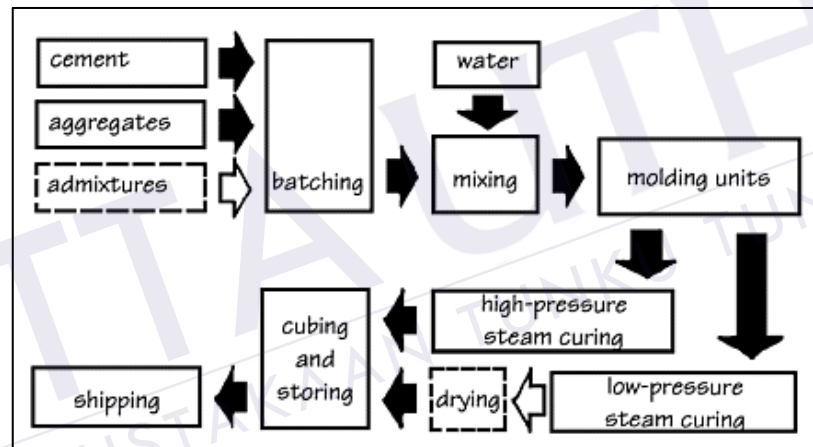 cement
water
aggregates
admixtures
batching
mixing
molding units
high-pressure
steam curing
cubing
and
storing
shipping
drying
low-pressure
steam curing